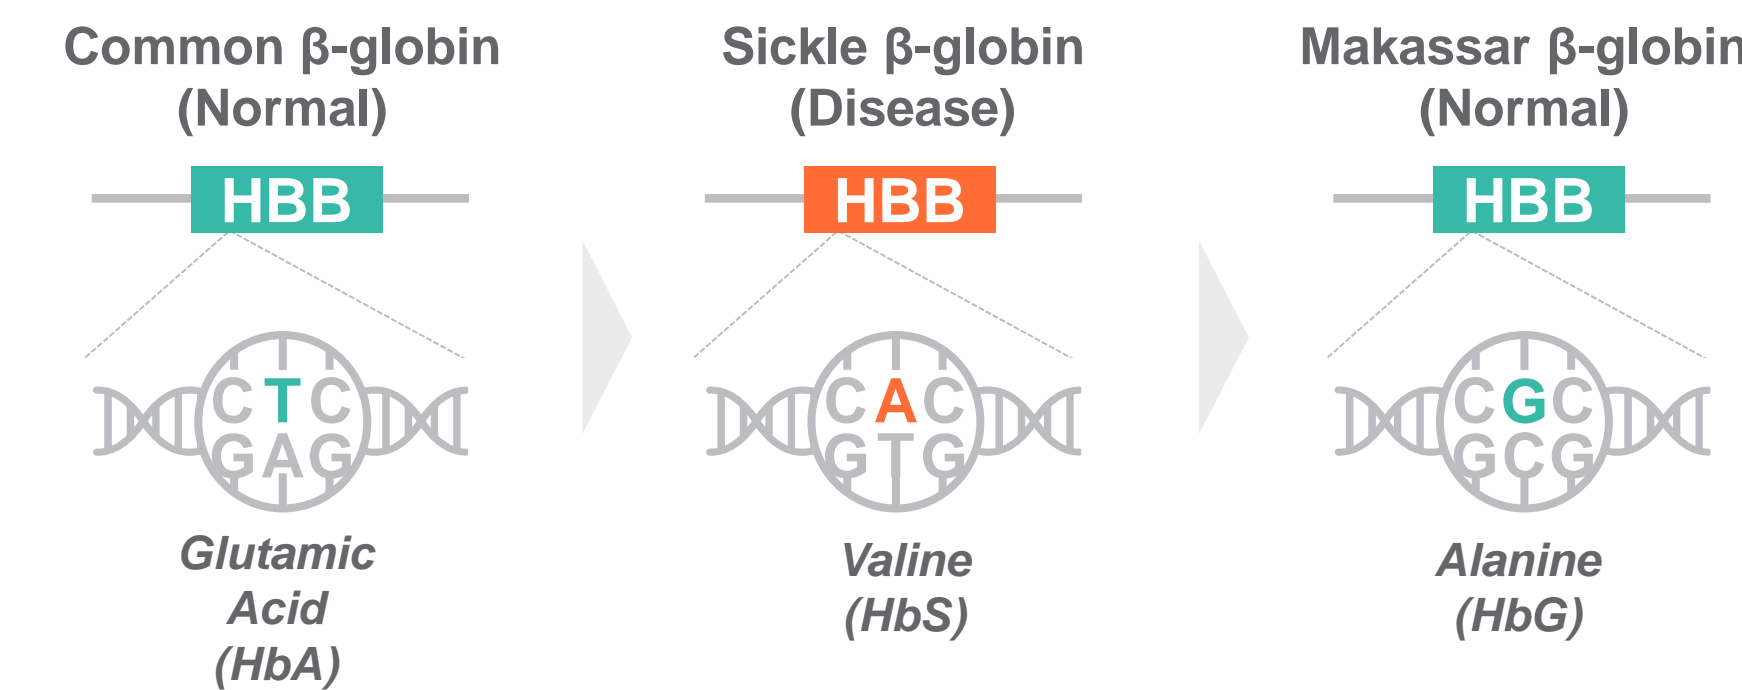 Common β-globin
(Normal)
HBB
CTC
GAG
Glutamic
Acid
(HbA)
Sickle β-globin
(Disease)
HBB
CAC
GTG
Valine
(HbS)
Makassar β-globin
(Normal)
HBB
CGC
GCG
Alanine
(HbG)